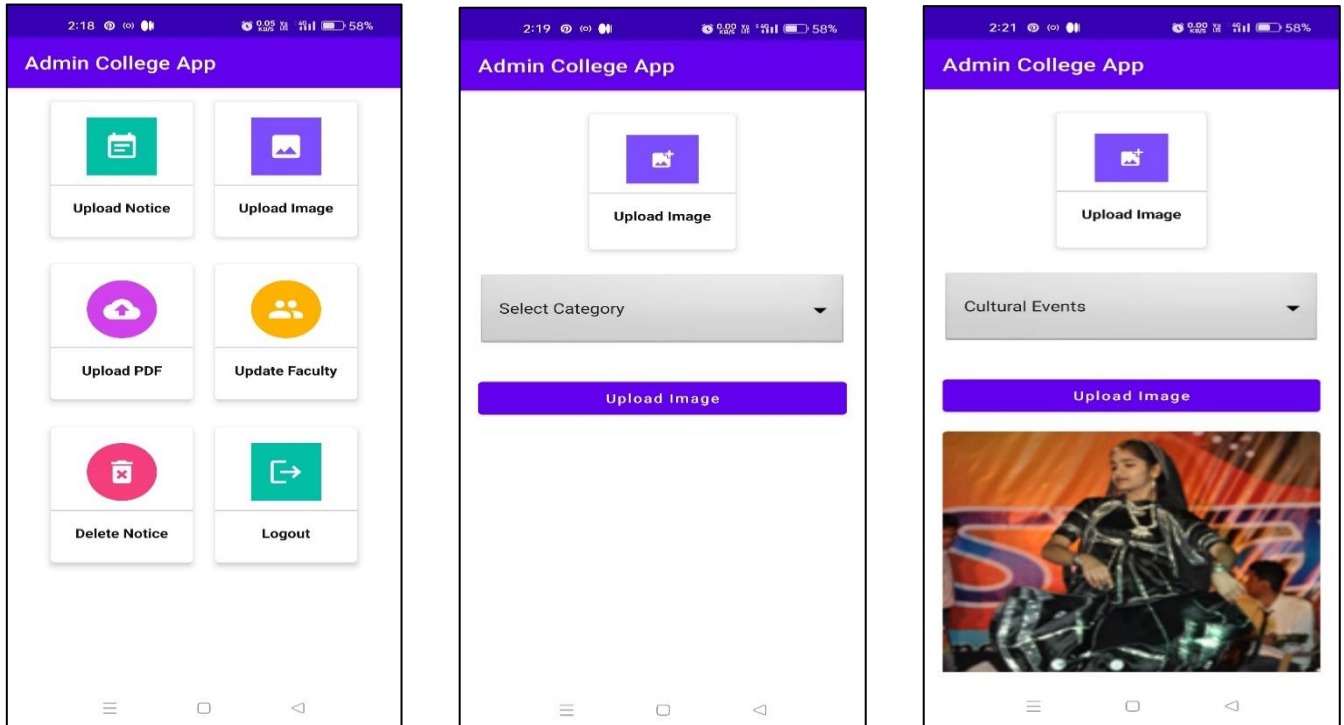 2:18 58%
Admin College App
Upload Notice Upload Image
Upload PDF Update Faculty
Delete Notice Logout
2:19 58%
Admin College App
Upload Image
Select Category
Upload Image
2:21 58%
Admin College App
Upload Image
Cultural Events
Upload Image